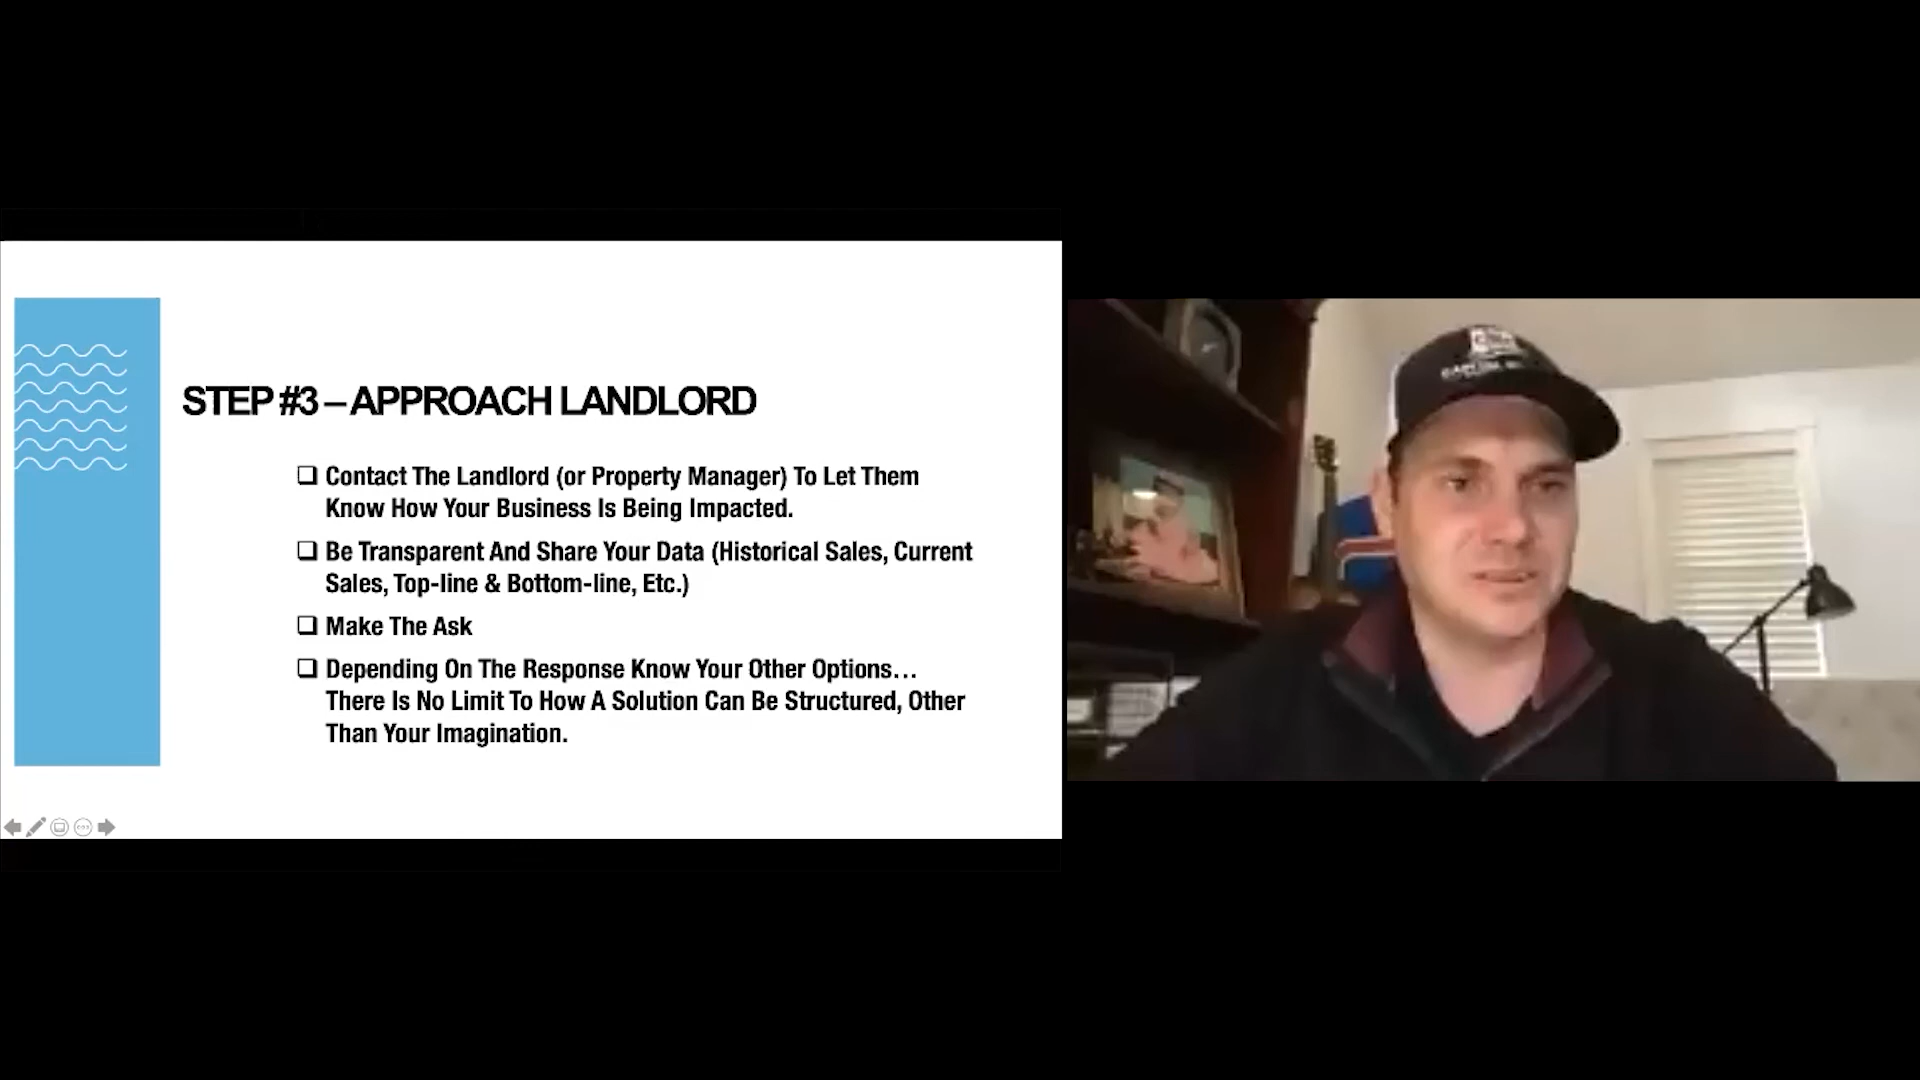 STEP #3 – APPROACH LANDLORD
❑ Contact The Landlord (or Property Manager) To Let Them
Know How Your Business Is Being Impacted.
❑ Be Transparent And Share Your Data (Historical Sales, Current
Sales, Top-line & Bottom-line, Etc.)
❑ Make The Ask
❑ Depending On The Response Know Your Other Options…
There Is No Limit To How A Solution Can Be Structured, Other
Than Your Imagination.